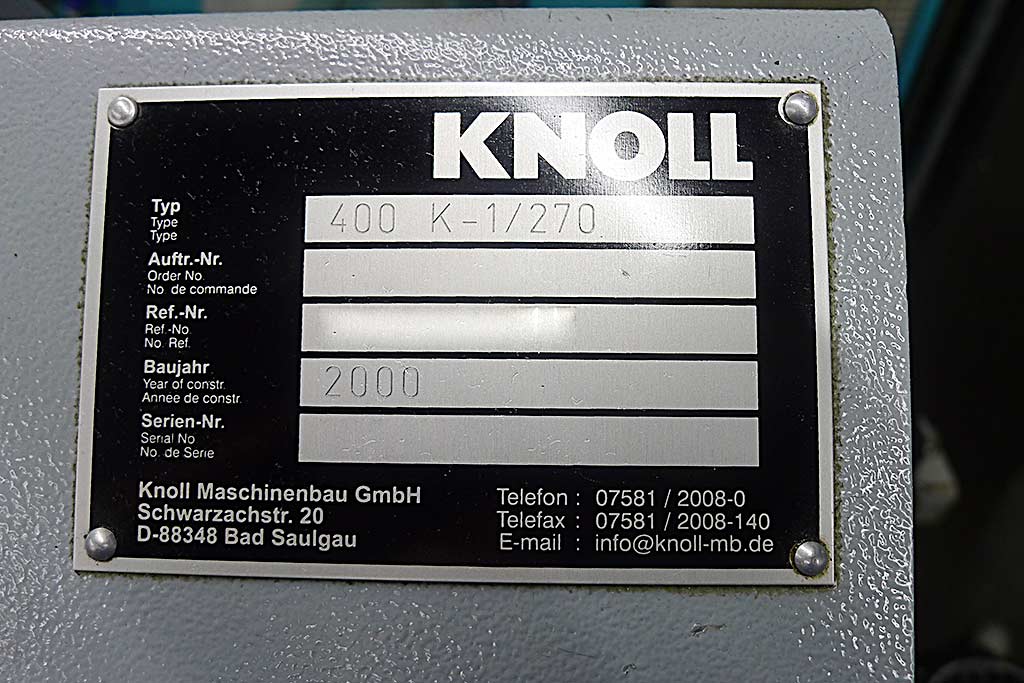 KNOLL
Typ
Type
Type
400 K-1/270
Auftr.-Nr.
Order No.
No. de commande
Ref.-Nr.
Ref.-No.
No. Ref.
Baujahr
Year of constr.
Annee de constr.
2000
Serien-Nr.
Serial No
No. de Serie
Knoll Maschinenbau GmbH
Schwarzachstr. 20
D-88348 Bad Saulgau
Telefon : 07581 / 2008-0
Telefax : 07581 / 2008-140
E-mail : info@knoll-mb.de